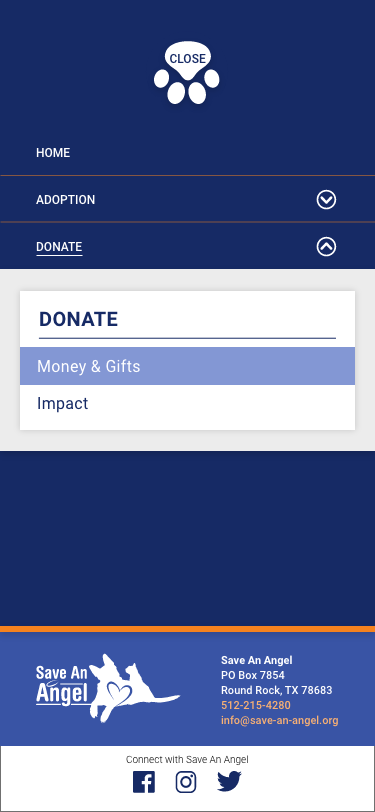 CLOSE
HOME
ADOPTION
DONATE
DONATE
Money & Gifts
Impact
Save An
Angel
Save An Angel
PO Box 7854
Round Rock, TX 78683
512-215-4280
info@save-an-angel.org
Connect with Save An Angel